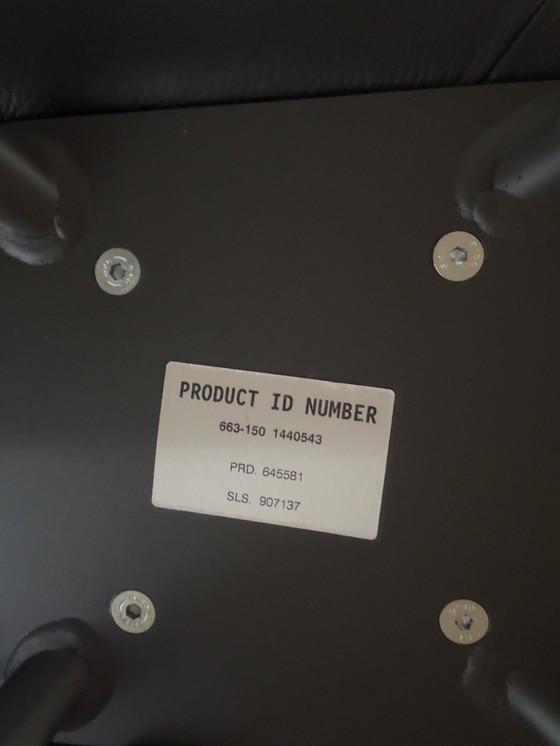 PRODUCT ID NUMBER
663-150 1440543
PRD. 645581
SLS. 907137